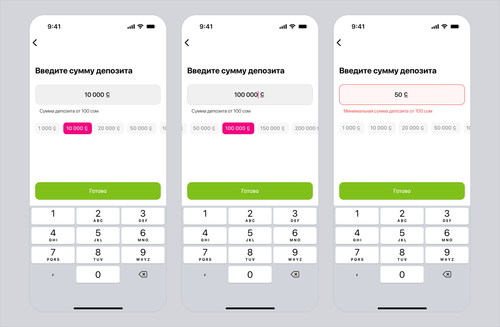 9:41
Введите сумму депозита
10 000 С
Сумма депозита от 100 сом
1 000 С 10 000 С 20 000 С 50 000 С 10
Готово
1 2 3
ABC DEF
4 5 6
GHI JKL MNO
7 8 9
PQRS TUV WXYZ
, 0
9:41
Введите сумму депозита
100 000 С
Сумма депозита от 100 сом
50 000 С 100 000 С 150 000 С 200 000
Готово
1 2 3
ABC DEF
4 5 6
GHI JKL MNO
7 8 9
PQRS TUV WXYZ
, 0
9:41
Введите сумму депозита
50 С
Минимальная сумма депозита от 100 сом
1 000 С 10 000 С 20 000 С 50 000 С 10
Готово
1 2 3
ABC DEF
4 5 6
GHI JKL MNO
7 8 9
PQRS TUV WXYZ
, 0